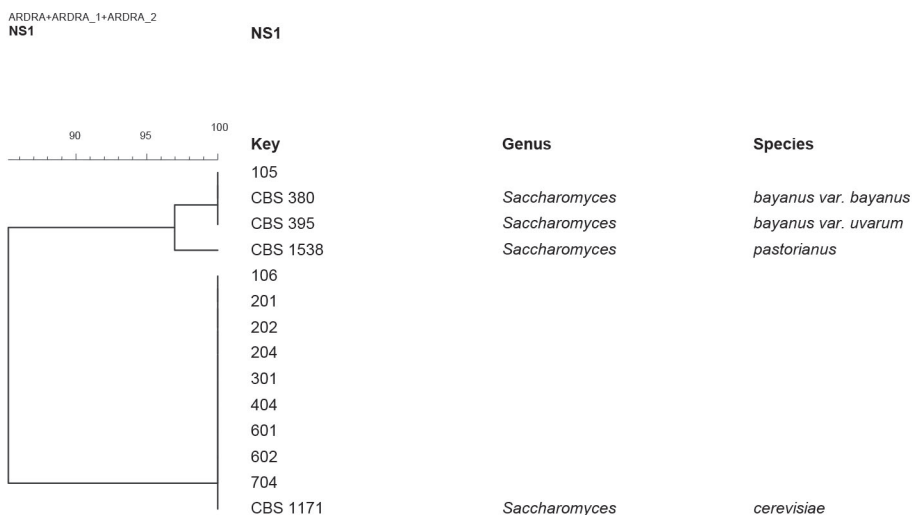 ARDRA+ARDRA_1+ARDRA_2
NS1 NS1
90 95 100
Key Genus Species
105
CBS 380 Saccharomyces bayanus var. bayanus
CBS 395 Saccharomyces bayanus var. uvarum
CBS 1538 Saccharomyces pastorianus
106
201
202
204
301
404
601
602
704
CBS 1171 Saccharomyces cerevisiae